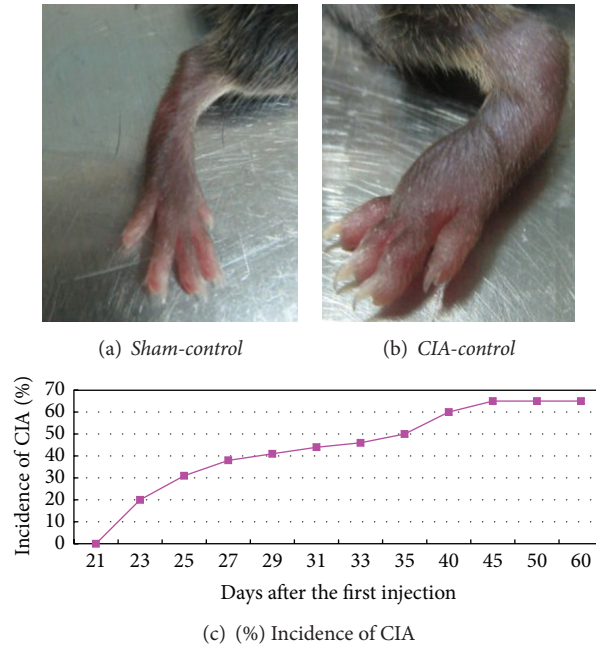 (a) Sham-control
(b) CIA-control
Incidence of CIA (%)
70
60
50
40
30
20
10
0
21 23 25 27 29 31 33 35 40 45 50 60
Days after the first injection
(c) (%) Incidence of CIA